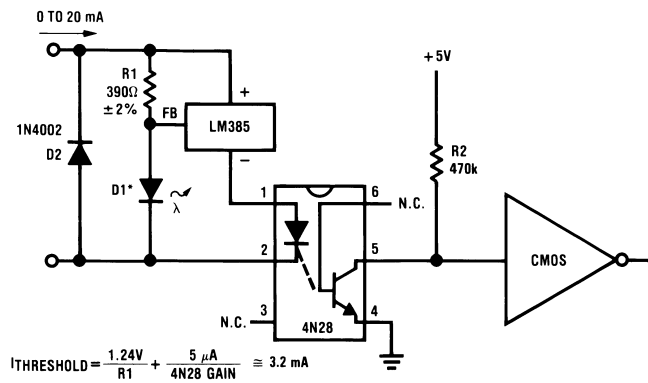 0 TO 20 mA
+5V
R1
390Ω
±2%
FB
+
LM385
−
1N4002
D2
R2
470k
D1*
λ
1
6
N.C.
2
5
CMOS
3
N.C.
4
4N28
ITHRESHOLD = 1.24V / R1 + 5 μA / 4N28 GAIN ≅ 3.2 mA